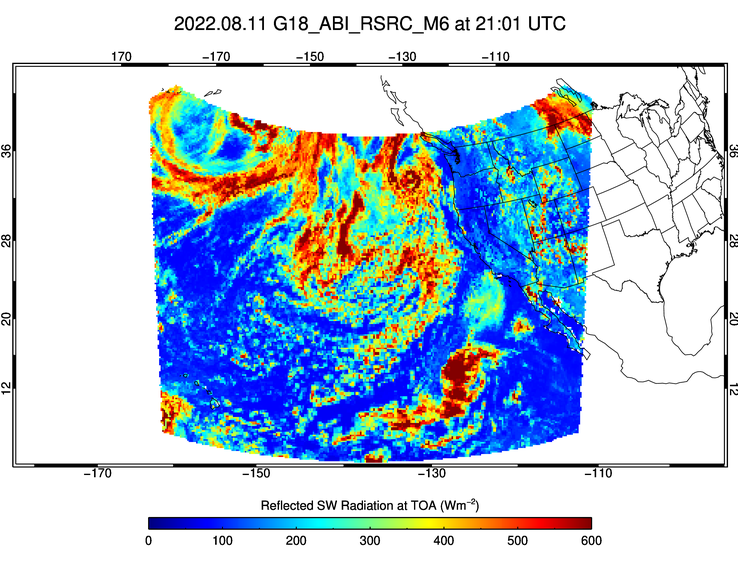 2022.08.11 G18_ABI_RSRC_M6 at 21:01 UTC
170 −170 −150 −130 −110
36 36
28 28
20 20
12 12
−170 −150 −130 −110
Reflected SW Radiation at TOA (Wm−2)
0 100 200 300 400 500 600